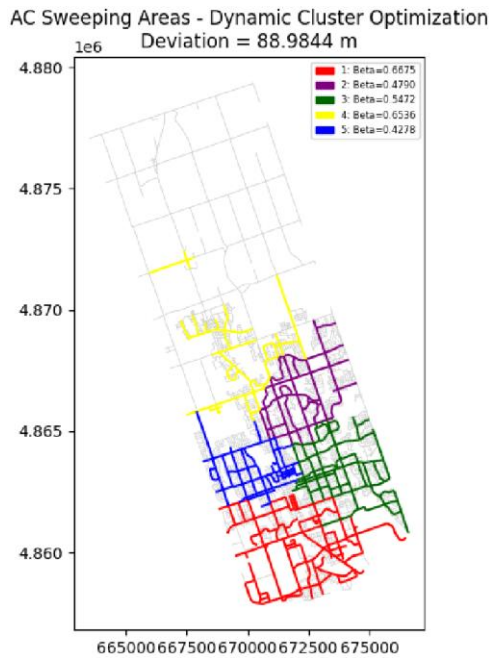 AC Sweeping Areas - Dynamic Cluster Optimization
Deviation = 88.9844 m
1e6
4.880
4.875
4.870
4.865
4.860
1: Beta=0.6675
2: Beta=0.4790
3: Beta=0.5472
4: Beta=0.6536
5: Beta=0.4278
665000 667500 670000 672500 675000